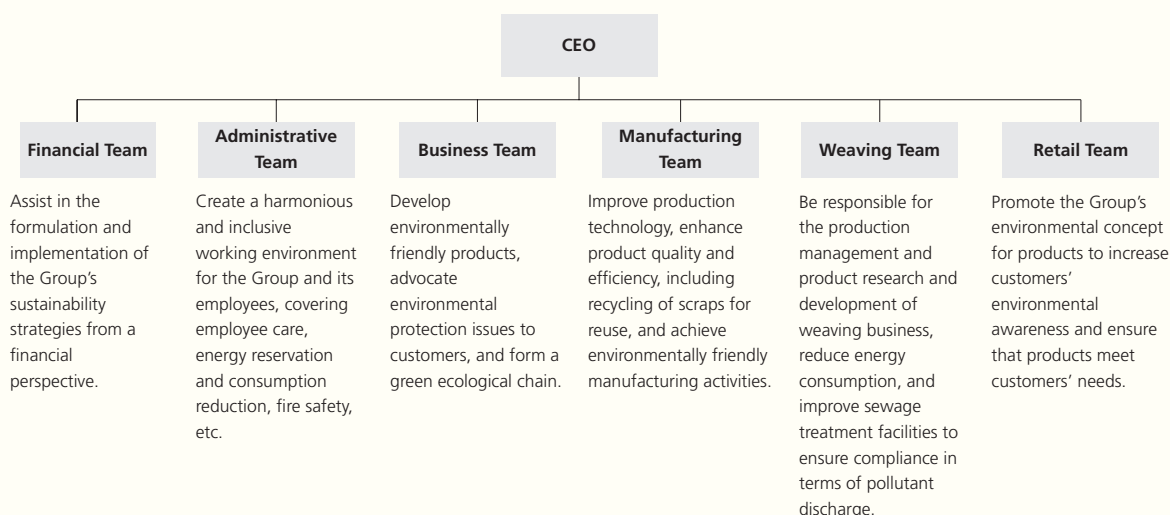 CEO
Financial Team
Assist in the
formulation and
implementation of
the Group's
sustainability
strategies from a
financial
perspective.
Administrative
Team
Create a harmonious
and inclusive
working environment
for the Group and its
employees, covering
employee care,
energy reservation
and consumption
reduction, fire safety,
etc.
Business Team
Develop
environmentally
friendly products,
advocate
environmental
protection issues to
customers, and form a
green ecological chain.
Manufacturing
Team
Improve production
technology, enhance
product quality and
efficiency, including
recycling of scraps for
reuse, and achieve
environmentally friendly
manufacturing activities.
Weaving Team
Be responsible for
the production
management and
product research and
development of
weaving business,
reduce energy
consumption, and
improve sewage
treatment facilities to
ensure compliance in
terms of pollutant
discharge.
Retail Team
Promote the Group's
environmental concept
for products to increase
customers'
environmental
awareness and ensure
that products meet
customers' needs.